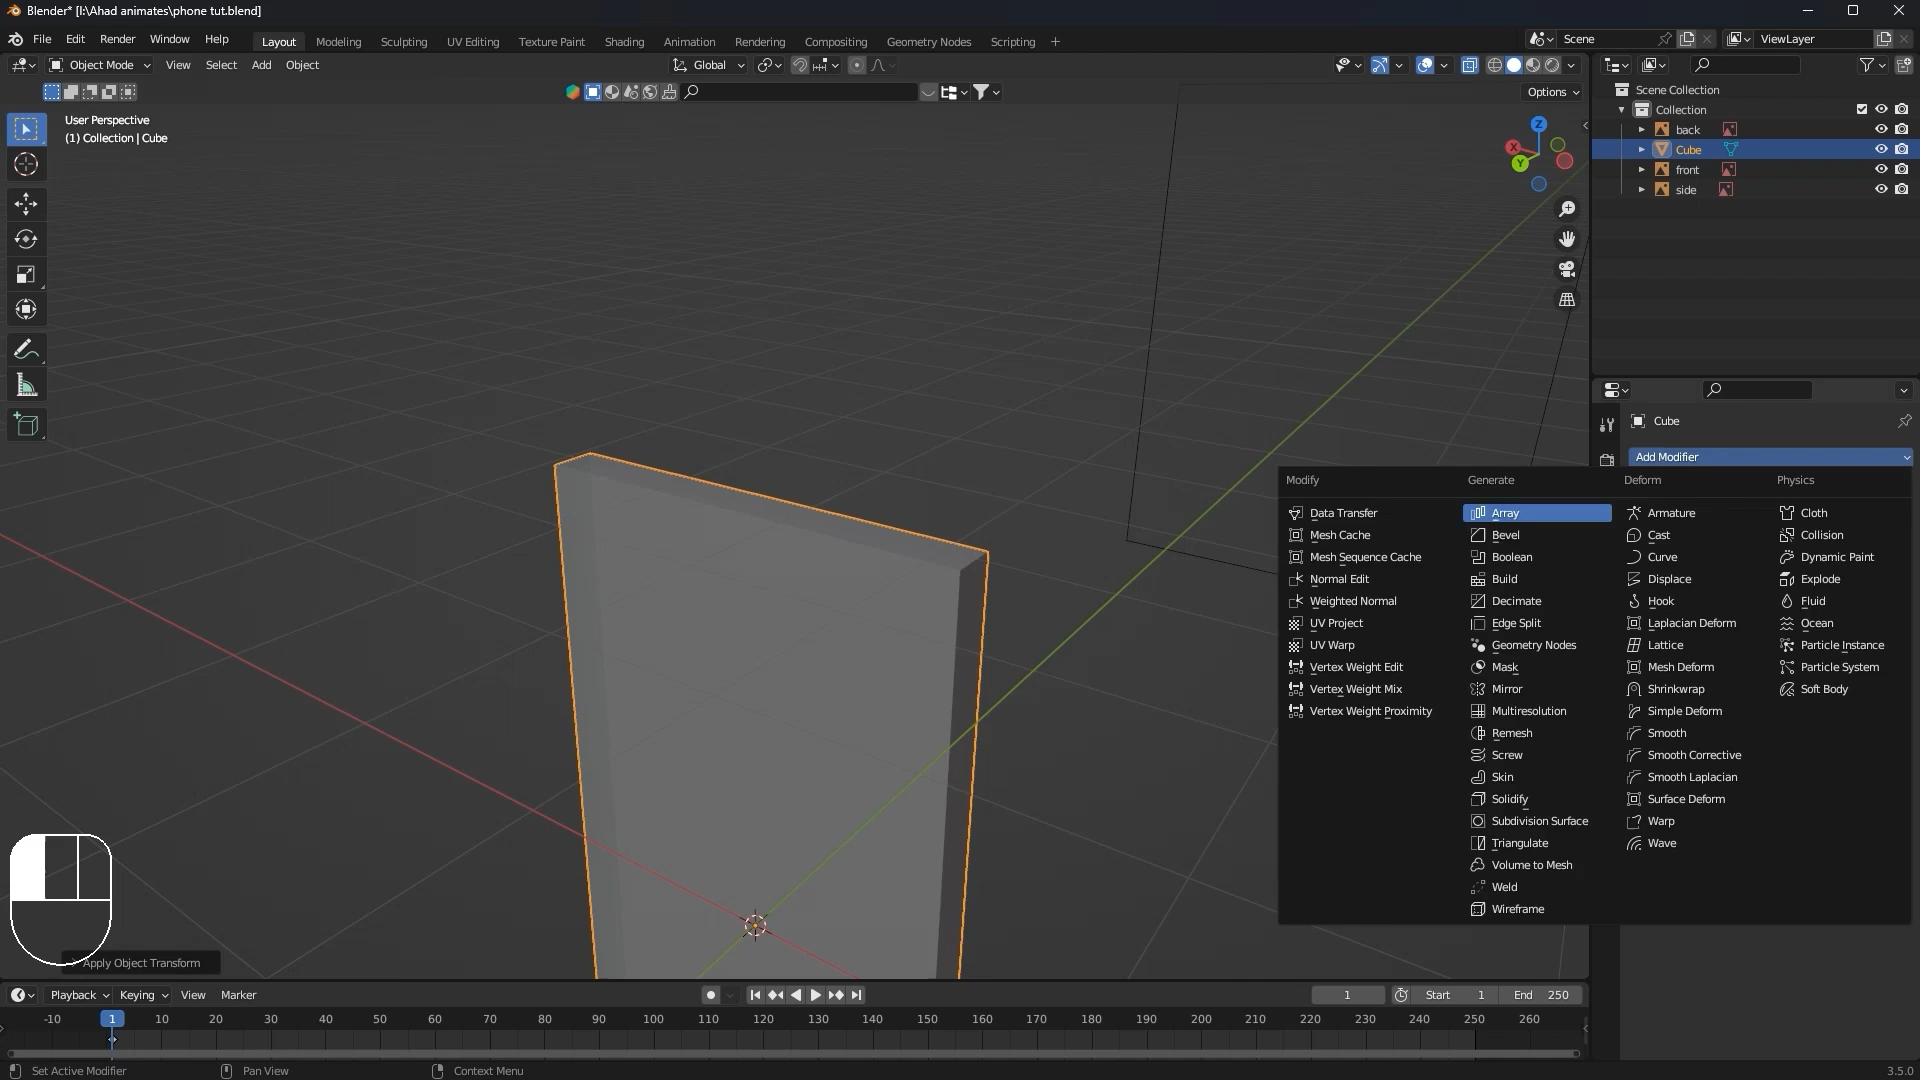 Blender* [I:\Ahad animates\phone tut.blend]
File Edit Render Window Help Layout Modeling Sculpting UV Editing Texture Paint Shading Animation Rendering Compositing Geometry Nodes Scripting + Scene ViewLayer
Object Mode View Select Add Object Global
Options
User Perspective
(1) Collection | Cube
Z
X
Y
Scene Collection
Collection
back
Cube
front
side
Cube
Add Modifier
Modify Generate Deform Physics
Data Transfer Array Armature Cloth
Mesh Cache Bevel Cast Collision
Mesh Sequence Cache Boolean Curve Dynamic Paint
Normal Edit Build Displace Explode
Weighted Normal Decimate Hook Fluid
UV Project Edge Split Laplacian Deform Ocean
UV Warp Geometry Nodes Lattice Particle Instance
Vertex Weight Edit Mask Mesh Deform Particle System
Vertex Weight Mix Mirror Shrinkwrap Soft Body
Vertex Weight Proximity Multiresolution Simple Deform
Remesh Smooth
Screw Smooth Corrective
Skin Smooth Laplacian
Solidify Surface Deform
Subdivision Surface Warp
Triangulate Wave
Volume to Mesh
Weld
Wireframe
Apply Object Transform
Playback Keying View Marker 1 Start 1 End 250
-10 1 10 20 30 40 50 60 70 80 90 100 110 120 130 140 150 160 170 180 190 200 210 220 230 240 250 260
Set Active Modifier Pan View Context Menu 3.5.0